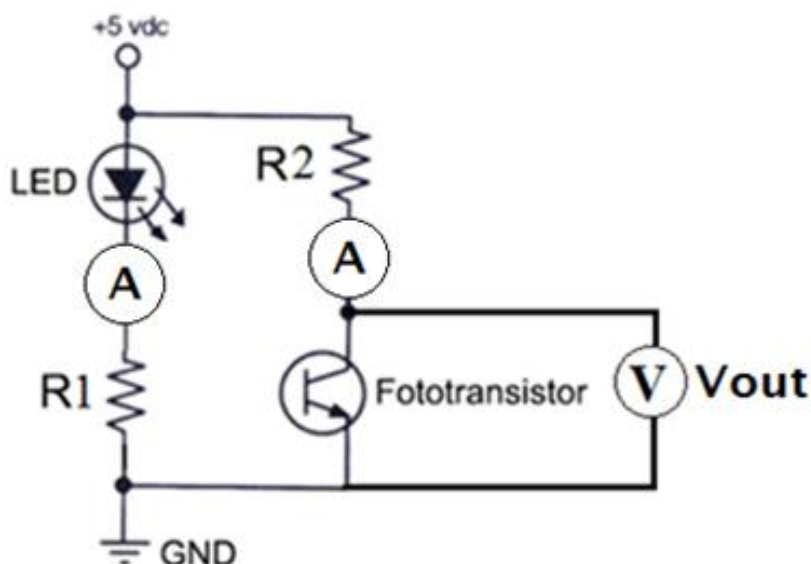 +5 vdc
LED
R2
A
A
R1
Fototransistor
V
Vout
GND